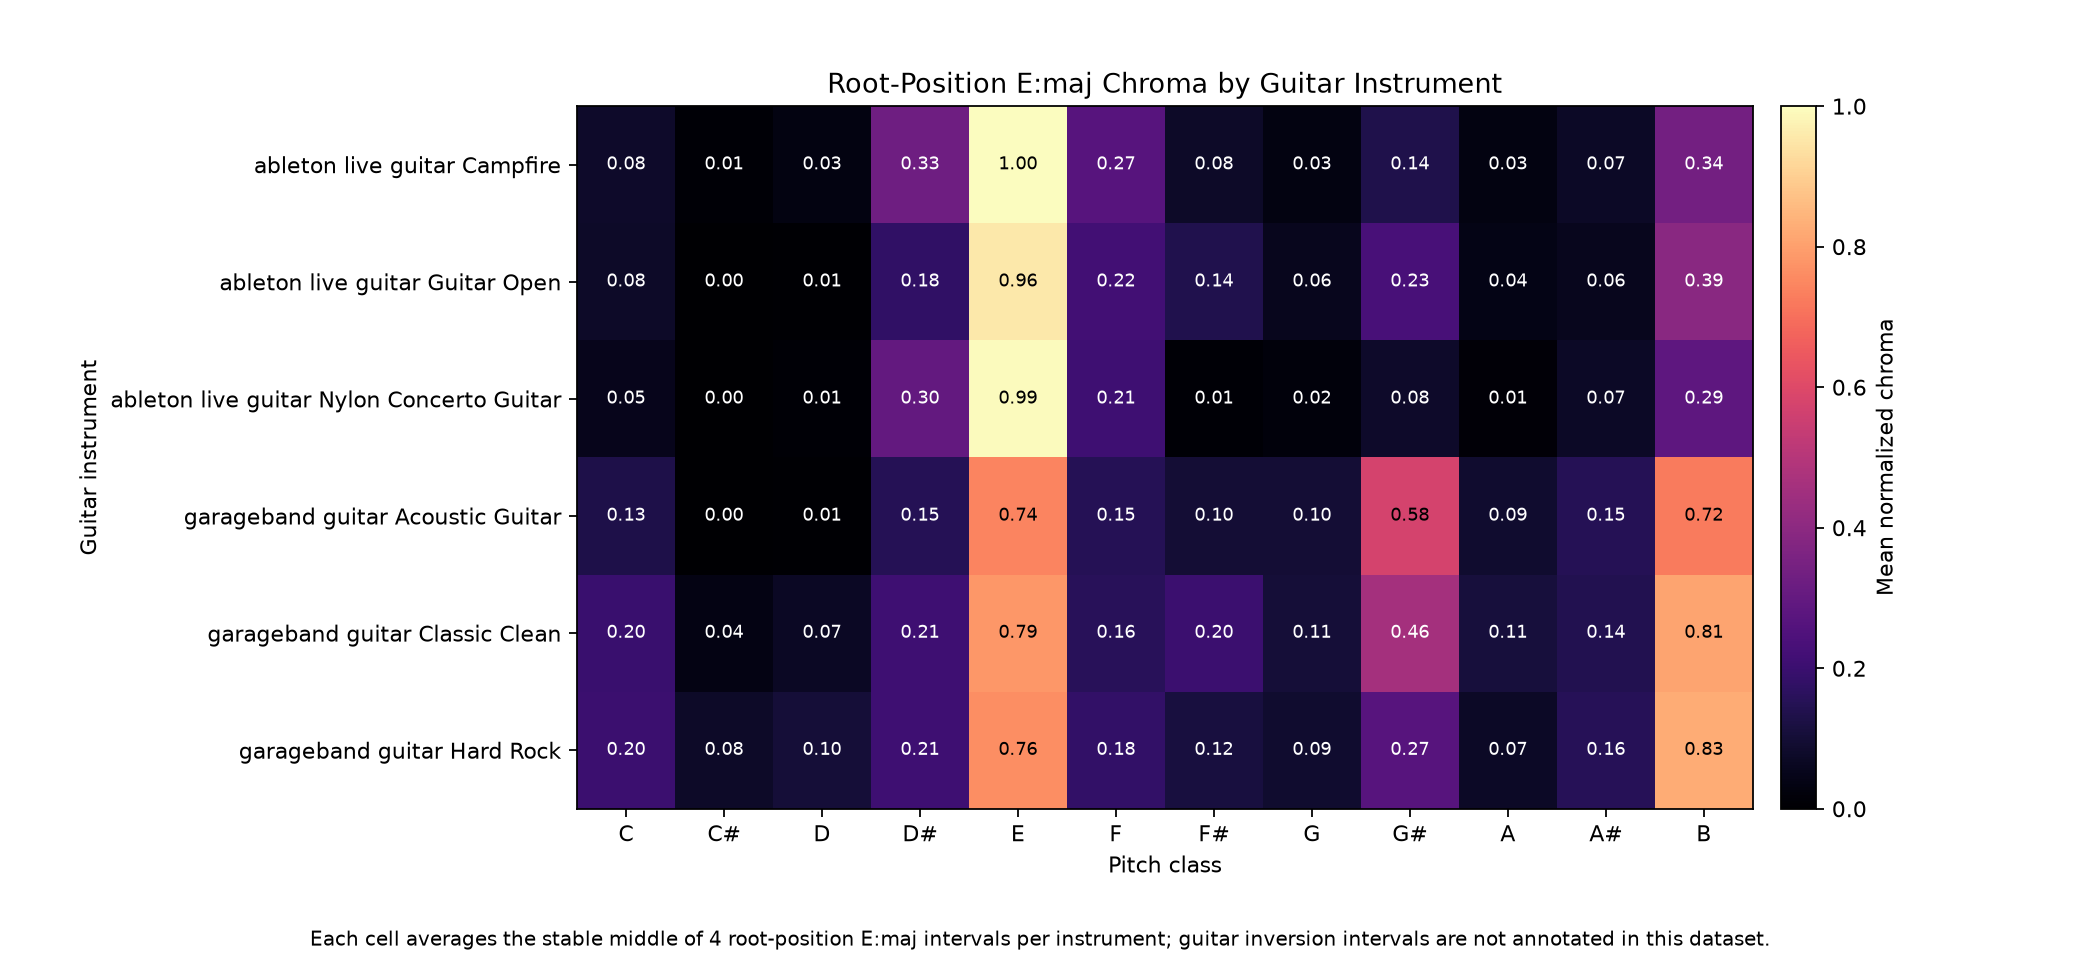 Root-Position E:maj Chroma by Guitar Instrument
ableton live guitar Campfire 0.08 0.01 0.03 0.33 1.00 0.27 0.08 0.03 0.14 0.03 0.07 0.34
ableton live guitar Guitar Open 0.08 0.00 0.01 0.18 0.96 0.22 0.14 0.06 0.23 0.04 0.06 0.39
ableton live guitar Nylon Concerto Guitar 0.05 0.00 0.01 0.30 0.99 0.21 0.01 0.02 0.08 0.01 0.07 0.29
garageband guitar Acoustic Guitar 0.13 0.00 0.01 0.15 0.74 0.15 0.10 0.10 0.58 0.09 0.15 0.72
garageband guitar Classic Clean 0.20 0.04 0.07 0.21 0.79 0.16 0.20 0.11 0.46 0.11 0.14 0.81
garageband guitar Hard Rock 0.20 0.08 0.10 0.21 0.76 0.18 0.12 0.09 0.27 0.07 0.16 0.83
C C# D D# E F F# G G# A A# B
Pitch class
Guitar instrument
1.0
0.8
0.6
0.4
0.2
0.0
Mean normalized chroma
Each cell averages the stable middle of 4 root-position E:maj intervals per instrument; guitar inversion intervals are not annotated in this dataset.